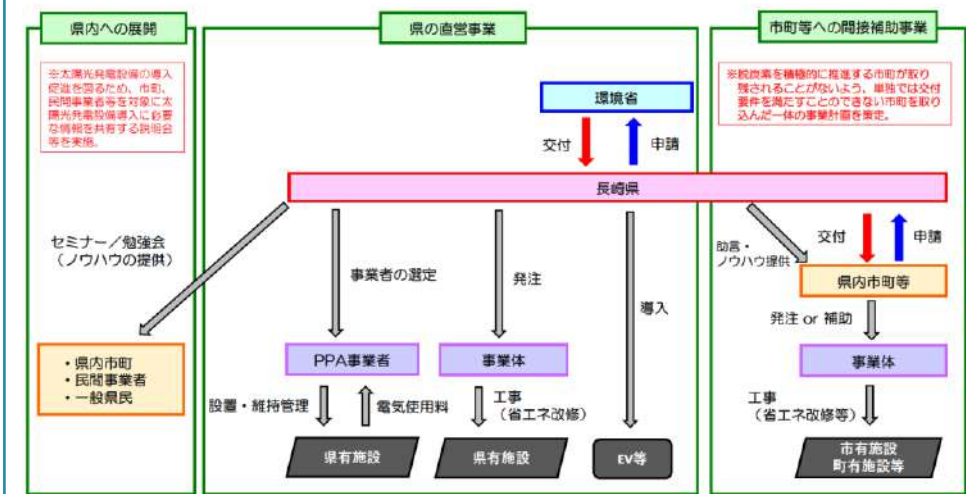 県内への展開
※太陽光発電設備の導入
促進を図るため、市町、
民間事業者等を対象に太
陽光発電設備導入に必要
な情報を共有する説明会
等を実施。
セミナー/勉強会
(ノウハウの提供)
・県内市町
・民間事業者
・一般県民
県の直営事業
環境省
交付
申請
長崎県
事業者の選定
発注
導入
PPA事業者
事業体
設置・維持管理
電気使用料
工事
(省エネ改修)
県有施設
県有施設
EV等
市町等への間接補助事業
※脱炭素を積極的に推進する市町が取り
残されることがないよう、単独では交付
要件を満たすことのできない市町を取り
込んだ一体の事業計画を策定。
助言・
ノウハウ提供
交付
申請
県内市町等
発注 or 補助
事業体
工事
(省エネ改修等)
市有施設
町有施設等